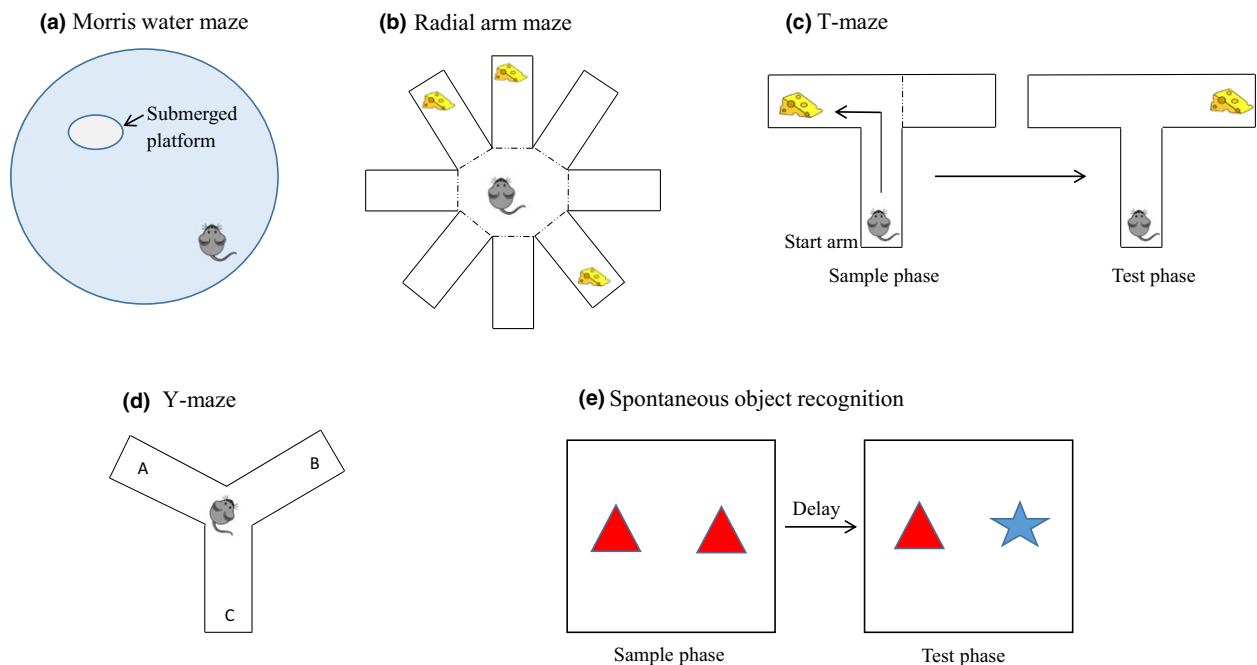 (a) Morris water maze
Submerged
platform
(b) Radial arm maze
(c) T-maze
Start arm
Sample phase
Test phase
(d) Y-maze
A
B
C
(e) Spontaneous object recognition
Delay
Sample phase
Test phase